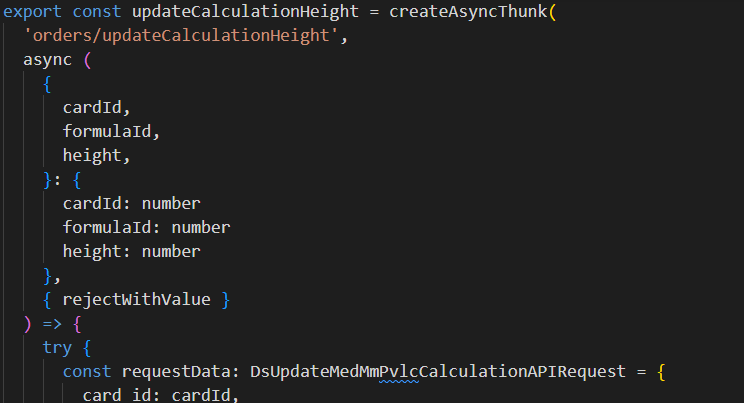 export const updateCalculationHeight = createAsyncThunk(
'orders/updateCalculationHeight',
async (
{
cardId,
formulaId,
height,
}: {
cardId: number
formulaId: number
height: number
},
{ rejectWithValue }
) => {
try {
const requestData: DsUpdateMedMmPvlcCalculationAPIRequest = {
card_id: cardId,